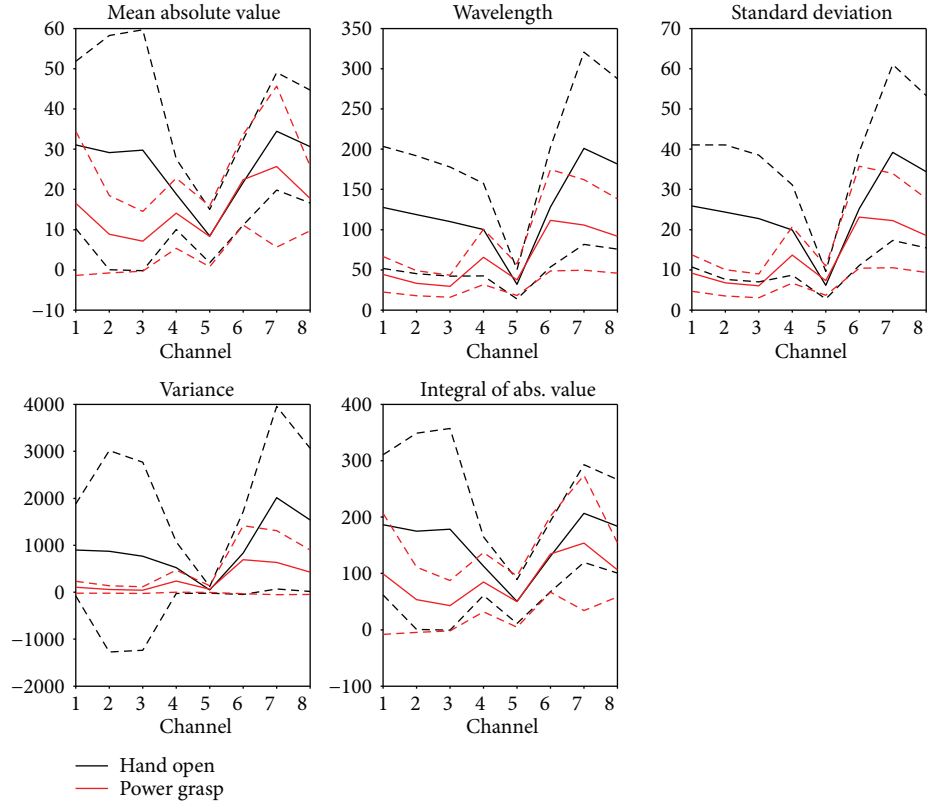 Mean absolute value
60
50
40
30
20
10
0
−10
1 2 3 4 5 6 7 8
Channel
Wavelength
350
300
250
200
150
100
50
0
1 2 3 4 5 6 7 8
Channel
Standard deviation
70
60
50
40
30
20
10
0
1 2 3 4 5 6 7 8
Channel
Variance
4000
3000
2000
1000
0
−1000
−2000
1 2 3 4 5 6 7 8
Channel
Integral of abs. value
400
300
200
100
0
−100
1 2 3 4 5 6 7 8
Channel
Hand open
Power grasp